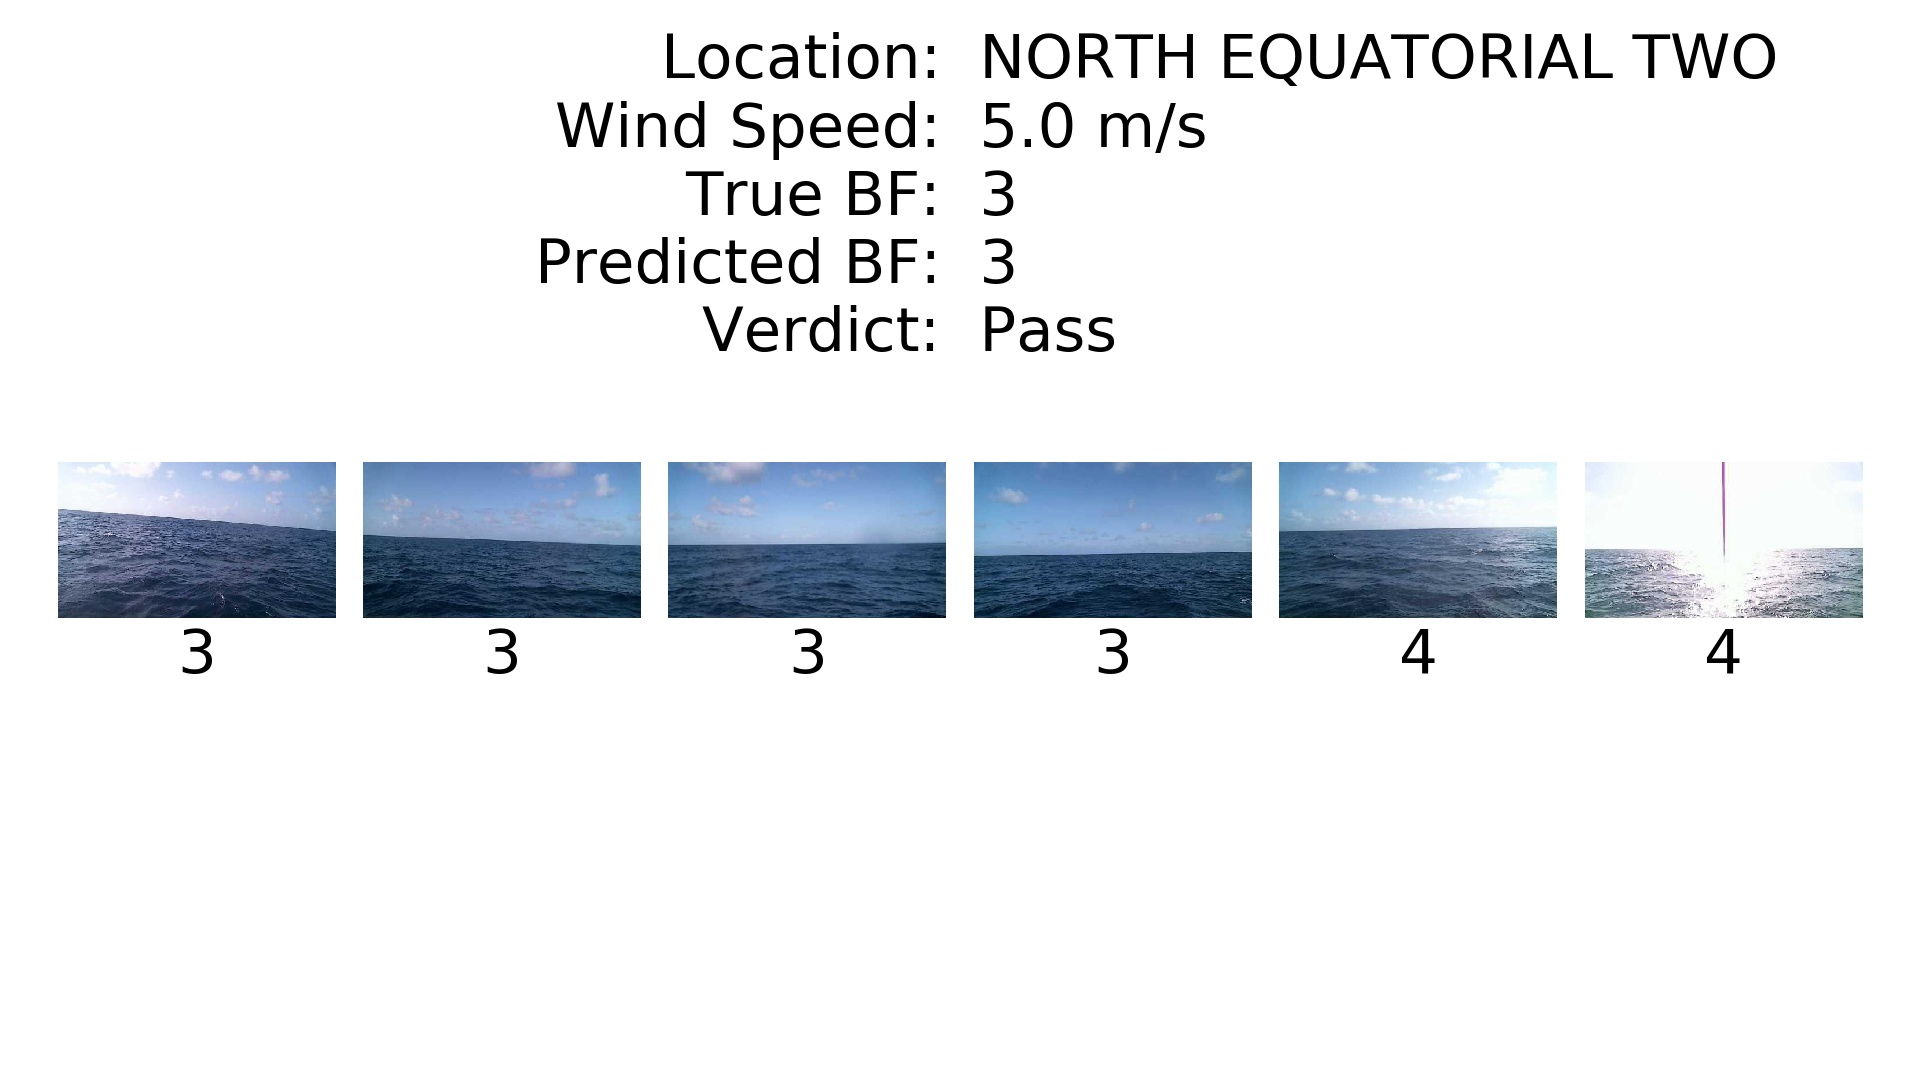 Location: NORTH EQUATORIAL TWO
Wind Speed: 5.0 m/s
True BF: 3
Predicted BF: 3
Verdict: Pass
3 3 3 3 4 4